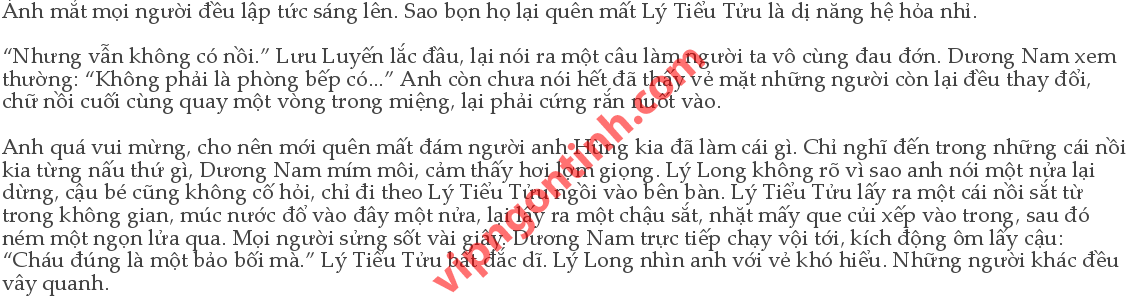 Ánh mắt mọi người đều lập tức sáng lên. Sao bọn họ lại quên mất Lý Tiểu Tửu là dị năng hệ hỏa nhỉ.
“Nhưng vẫn không có nồi.” Lưu Luyến lắc đầu, lại nói ra một câu làm người ta vô cùng đau đớn. Dương Nam xem
thường: “Không phải là phòng bếp có...” Anh còn chưa nói hết đã thấy vẻ mặt những người còn lại đều thay đổi,
chữ nồi cuối cùng quay một vòng trong miệng, lại phải cứng rắn nuốt vào.
Anh quá vui mừng, cho nên mới quên mất đám người anh Hùng kia đã làm cái gì. Chỉ nghĩ đến trong những cái nồi
kia từng nấu thứ gì, Dương Nam mím môi, cảm thấy hơi lợm giọng. Lý Long không rõ vì sao anh nói một nửa lại
dừng, cậu bé cũng không cố hỏi, chỉ đi theo Lý Tiểu Tửu ngồi vào bên bàn. Lý Tiểu Tửu lấy ra một cái nồi sắt từ
trong không gian, múc nước đổ vào đây một nửa, lại lấy ra một chậu sắt, nhặt mấy que củi xếp vào trong, sau đó
ném một ngọn lửa qua. Mọi người sửng sốt vài giây. Dương Nam trực tiếp chạy vội tới, kích động ôm lấy cậu:
“Cháu đúng là một bảo bối mà.” Lý Tiểu Tửu bất đắc dĩ. Lý Long nhìn anh với vẻ khó hiểu. Những người khác đều
vây quanh.
vipngontinh.com